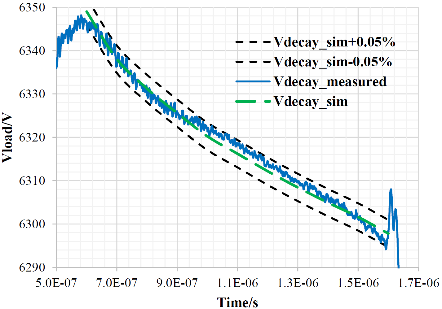 6350
6340
6330
6320
6310
6300
6290
Vload/V
Vdecay_sim+0.05%
Vdecay_sim-0.05%
Vdecay_measured
Vdecay_sim
5.0E-07 7.0E-07 9.0E-07 1.1E-06 1.3E-06 1.5E-06 1.7E-06
Time/s